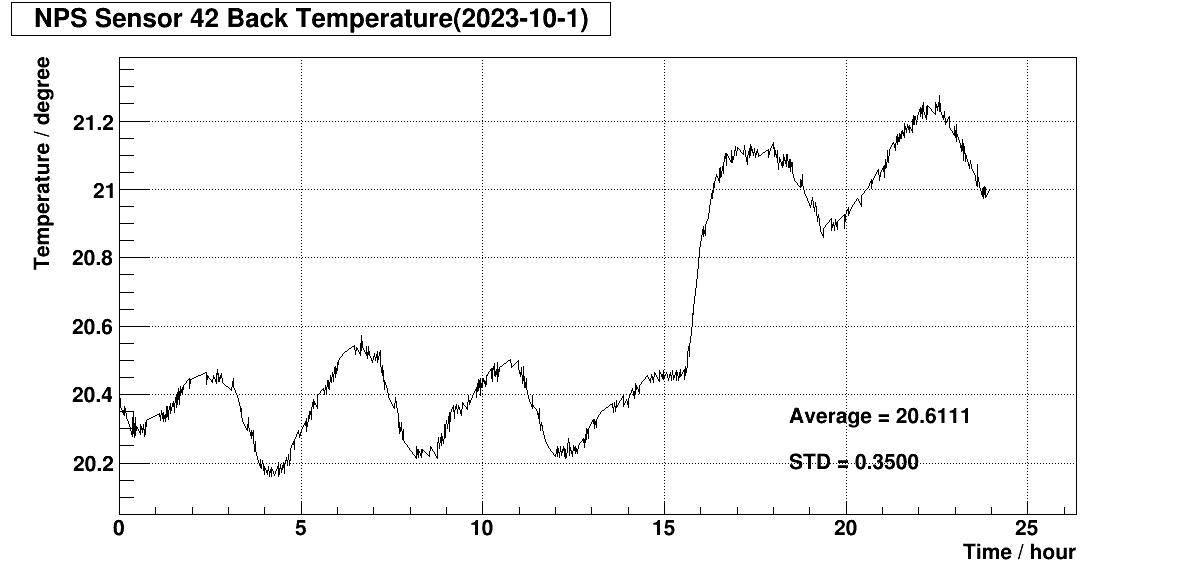 NPS Sensor 42 Back Temperature(2023-10-1)
Temperature / degree
21.2
21
20.8
20.6
20.4
20.2
Average = 20.6111
STD = 0.3500
0 5 10 15 20 25
Time / hour